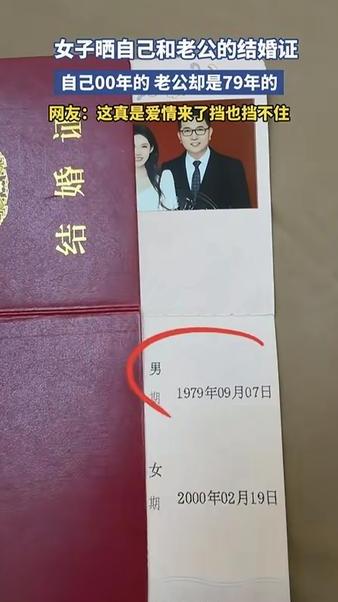 女子晒自己和老公的结婚证
自己00年的 老公却是79年的
网友：这真是爱情来了挡也挡不住
结婚证
男
期 1979年09月07日
女
期 2000年02月19日